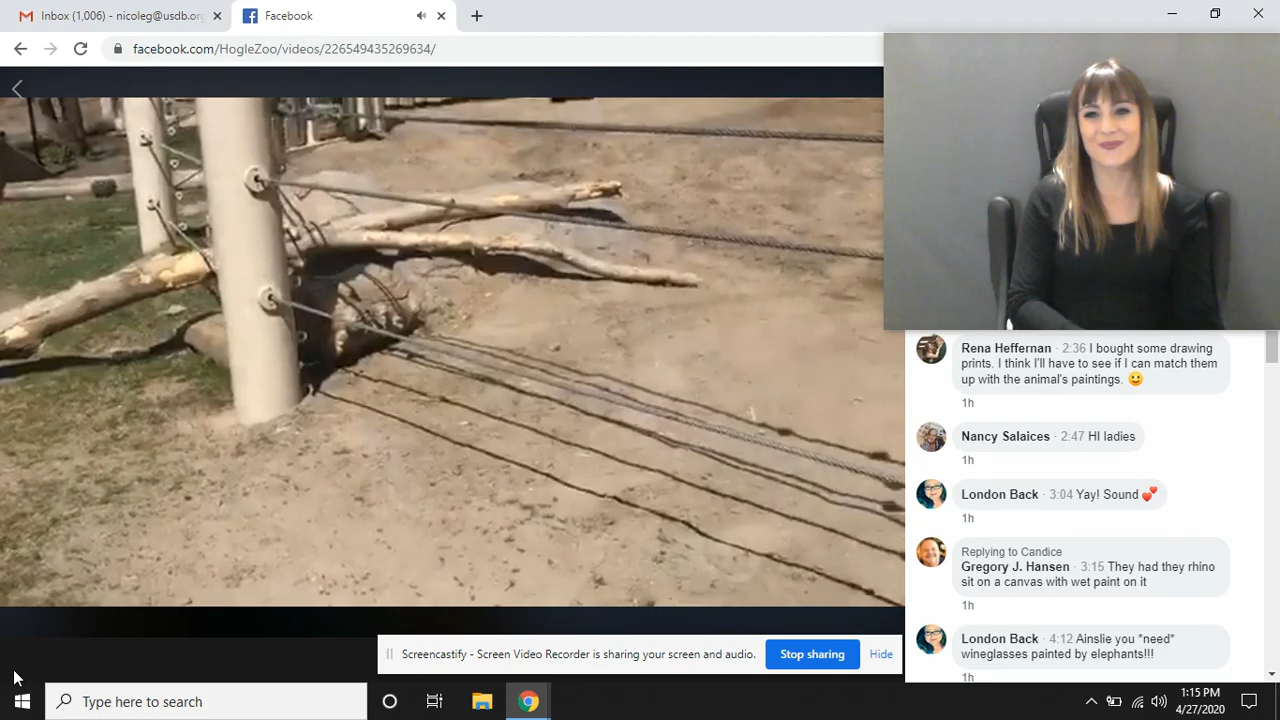 Inbox (1,006) - nicoleg@usdb.org
Facebook
facebook.com/HogleZoo/videos/226549435269634/
Rena Heffernan · 2:36 I bought some drawing
prints. I think I'll have to see if I can match them
up with the animal's paintings. 🙂
1h
Nancy Salaices · 2:47 HI ladies
1h
London Back · 3:04 Yay! Sound 💕
1h
Replying to Candice
Gregory J. Hansen · 3:15 They had they rhino
sit on a canvas with wet paint on it
1h
London Back · 4:12 Ainslie you *need*
wineglasses painted by elephants!!!
1h
Screencastify - Screen Video Recorder is sharing your screen and audio.
Stop sharing
Hide
Type here to search
1:15 PM
4/27/2020